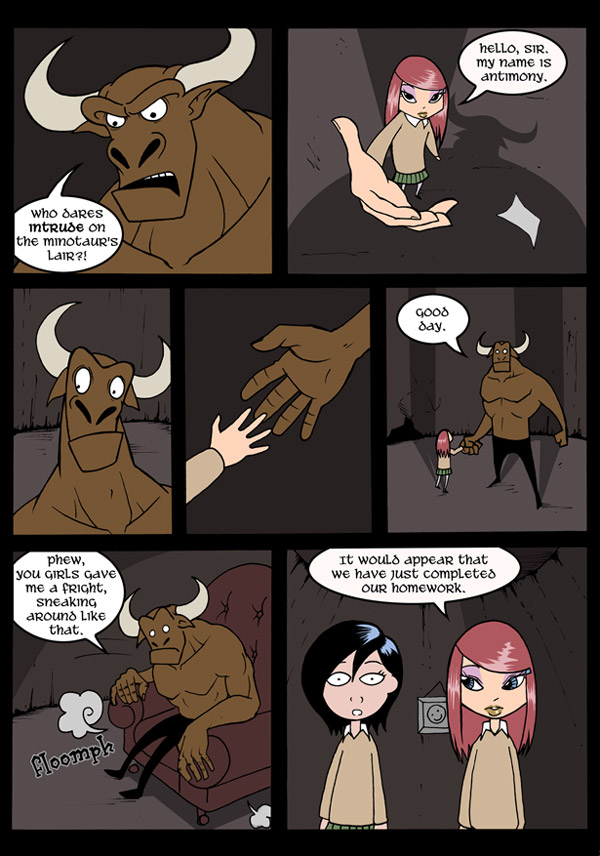 who dares
intrude on
the minotaur's
lair?!
hello, sir.
my name is
antimony.
good
day.
phew,
you girls gave
me a fright,
sneaking
around like
that.
floomph
it would appear that
we have just completed
our homework.